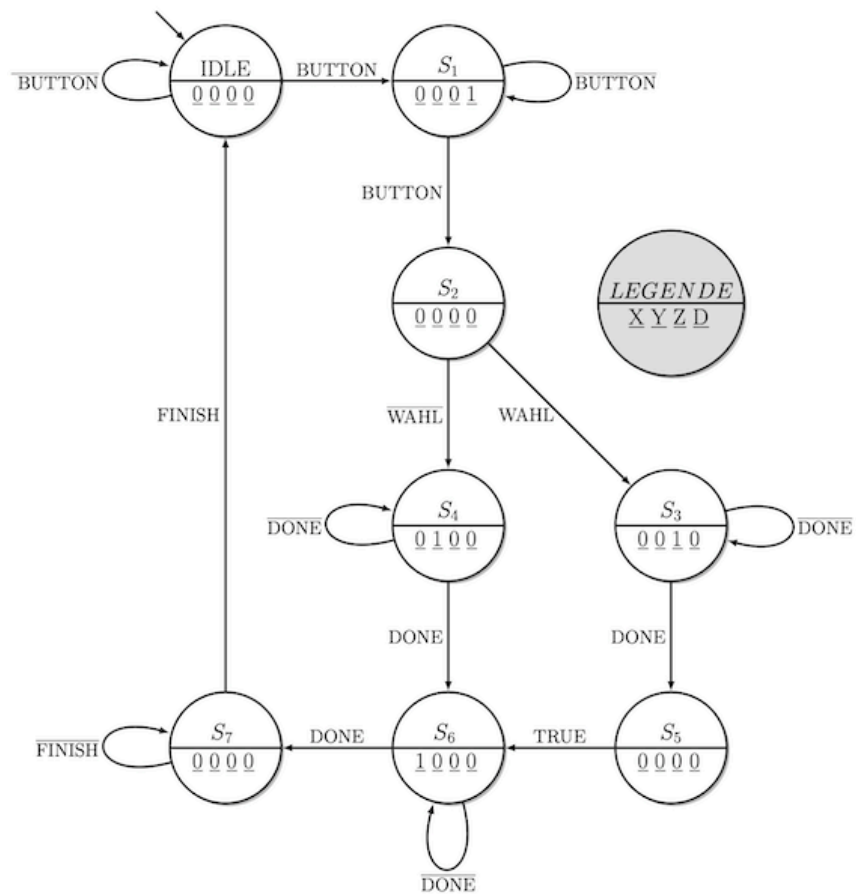 IDLE
0 0 0 0
BUTTON
BUTTON
S₁
0 0 0 1
BUTTON
BUTTON
S₂
0 0 0 0
LEGENDE
X Y Z D
FINISH
WAHL
WAHL
DONE
S₄
0 1 0 0
S₃
0 0 1 0
DONE
DONE
DONE
FINISH
S₇
0 0 0 0
DONE
S₆
1 0 0 0
TRUE
S₅
0 0 0 0
DONE